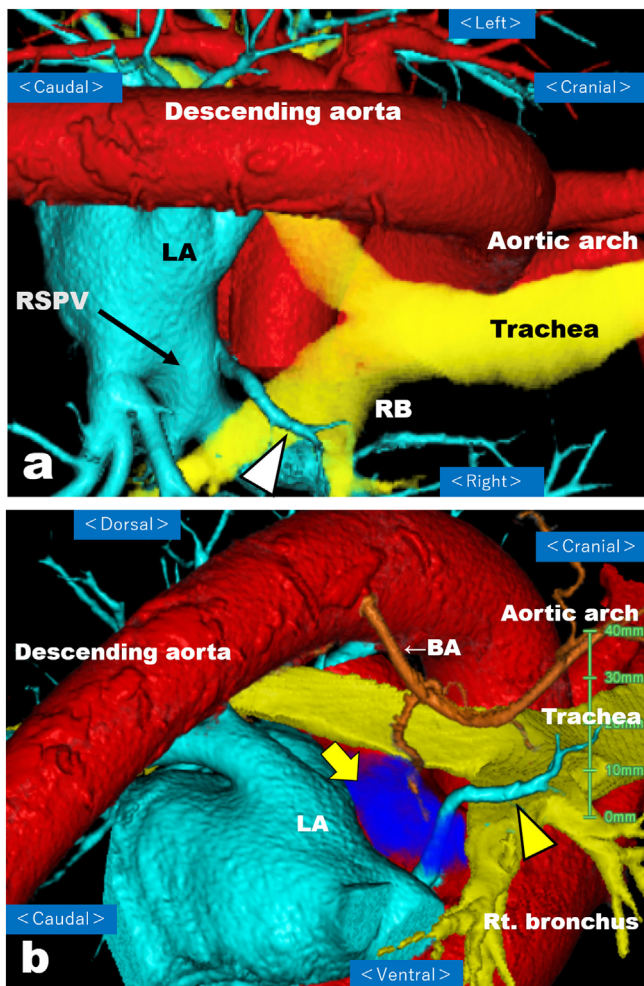 <Left>
<Caudal>
<Cranial>
Descending aorta
LA
Aortic arch
RSPV
Trachea
RB
a
<Right>
<Dorsal>
<Cranial>
Aortic arch
40mm
Descending aorta
←BA
30mm
Trachea
20mm
10mm
LA
0mm
<Caudal>
Rt. bronchus
b
<Ventral>